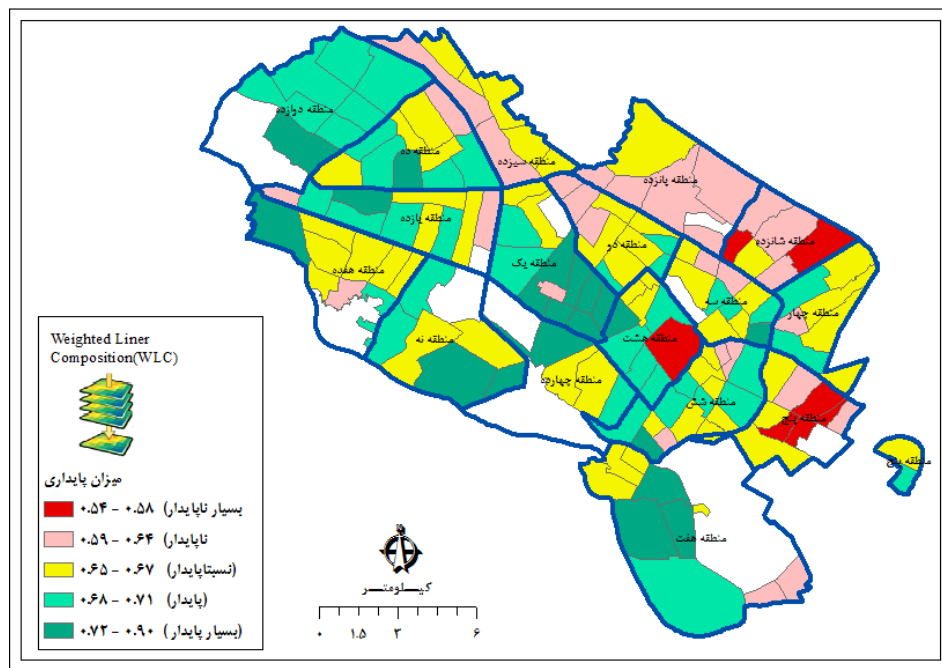 منطقه دوازده
منطقه ده
منطقه سیزده
منطقه پانزده
منطقه یازده
منطقه شانزده
منطقه دو
منطقه یک
منطقه هفده
منطقه سه
منطقه چهار
منطقه هشت
منطقه نه
منطقه چهارده
منطقه شش
منطقه پنج
منطقه پنج
منطقه هفت
Weighted Liner
Composition(WLC)
میزان پایداری
۰.۵۴ - ۰.۵۸ (بسیار ناپایدار
۰.۵۹ - ۰.۶۴ (ناپایدار
۰.۶۵ - ۰.۶۷ (نسبتاپایدار)
۰.۶۸ - ۰.۷۱ (پایدار)
۰.۷۲ - ۰.۹۰ (بسیار پایدار)
کیلومتر
۰ ۱.۵ ۳ ۶